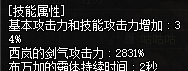 [技能属性]
基本攻击力和技能攻击力增加：3
4%
西岚的剑气攻击力：2831%
布万加的霸体持续时间：2秒